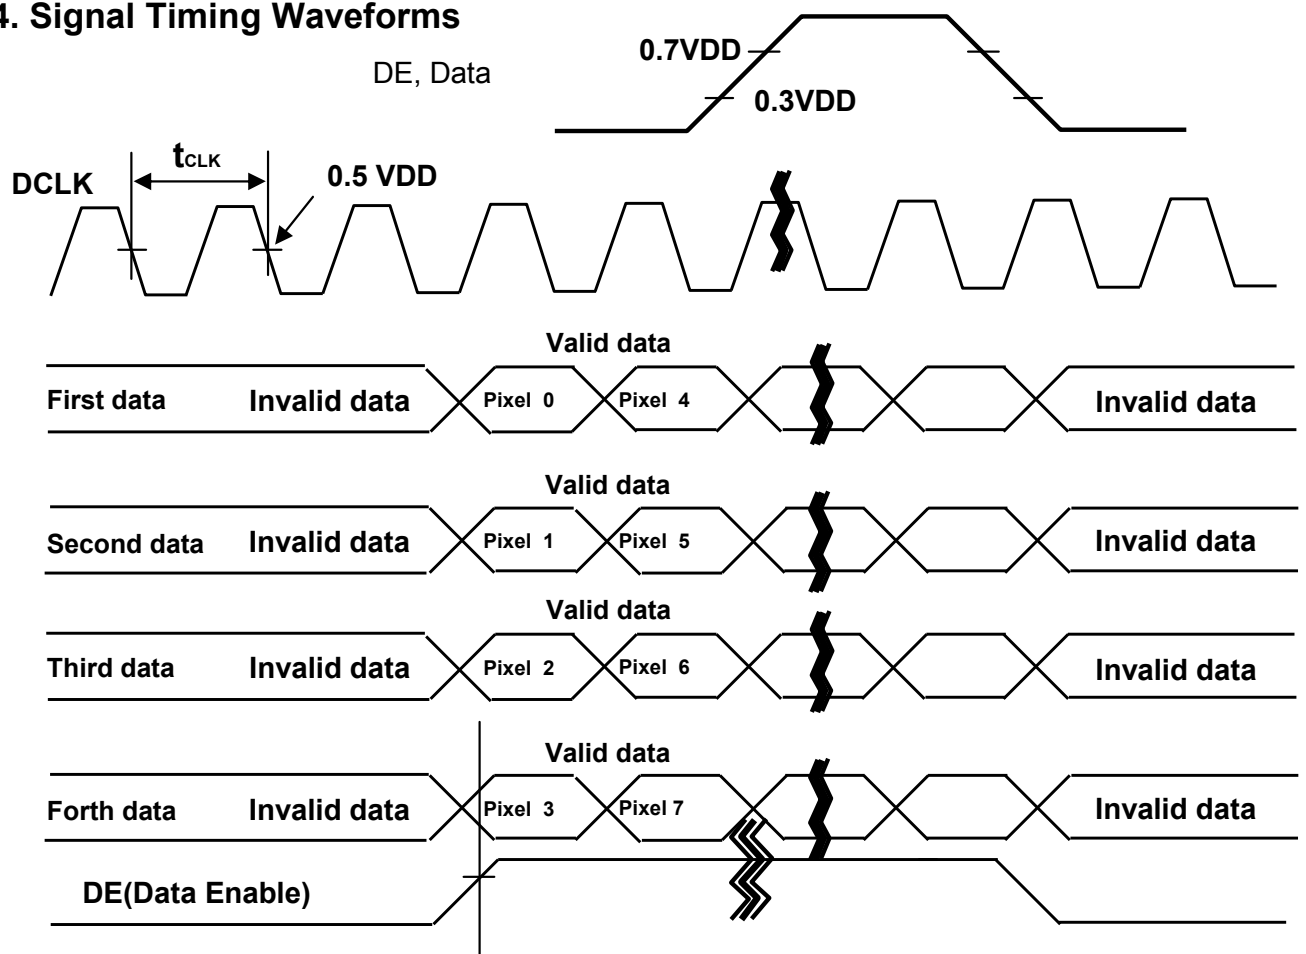 4. Signal Timing Waveforms
0.7VDD
DE, Data
0.3VDD
tCLK
DCLK
0.5 VDD
Valid data
First data Invalid data Pixel 0 Pixel 4 Invalid data
Valid data
Second data Invalid data Pixel 1 Pixel 5 Invalid data
Valid data
Third data Invalid data Pixel 2 Pixel 6 Invalid data
Valid data
Forth data Invalid data Pixel 3 Pixel 7 Invalid data
DE(Data Enable)